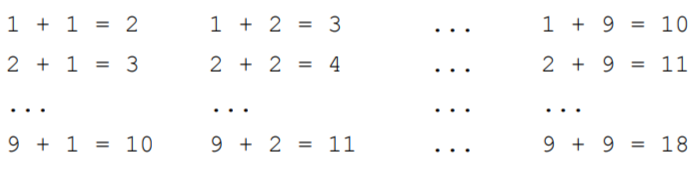 1 + 1 = 2 1 + 2 = 3 ... 1 + 9 = 10
2 + 1 = 3 2 + 2 = 4 ... 2 + 9 = 11
... ... ... ...
9 + 1 = 10 9 + 2 = 11 ... 9 + 9 = 18